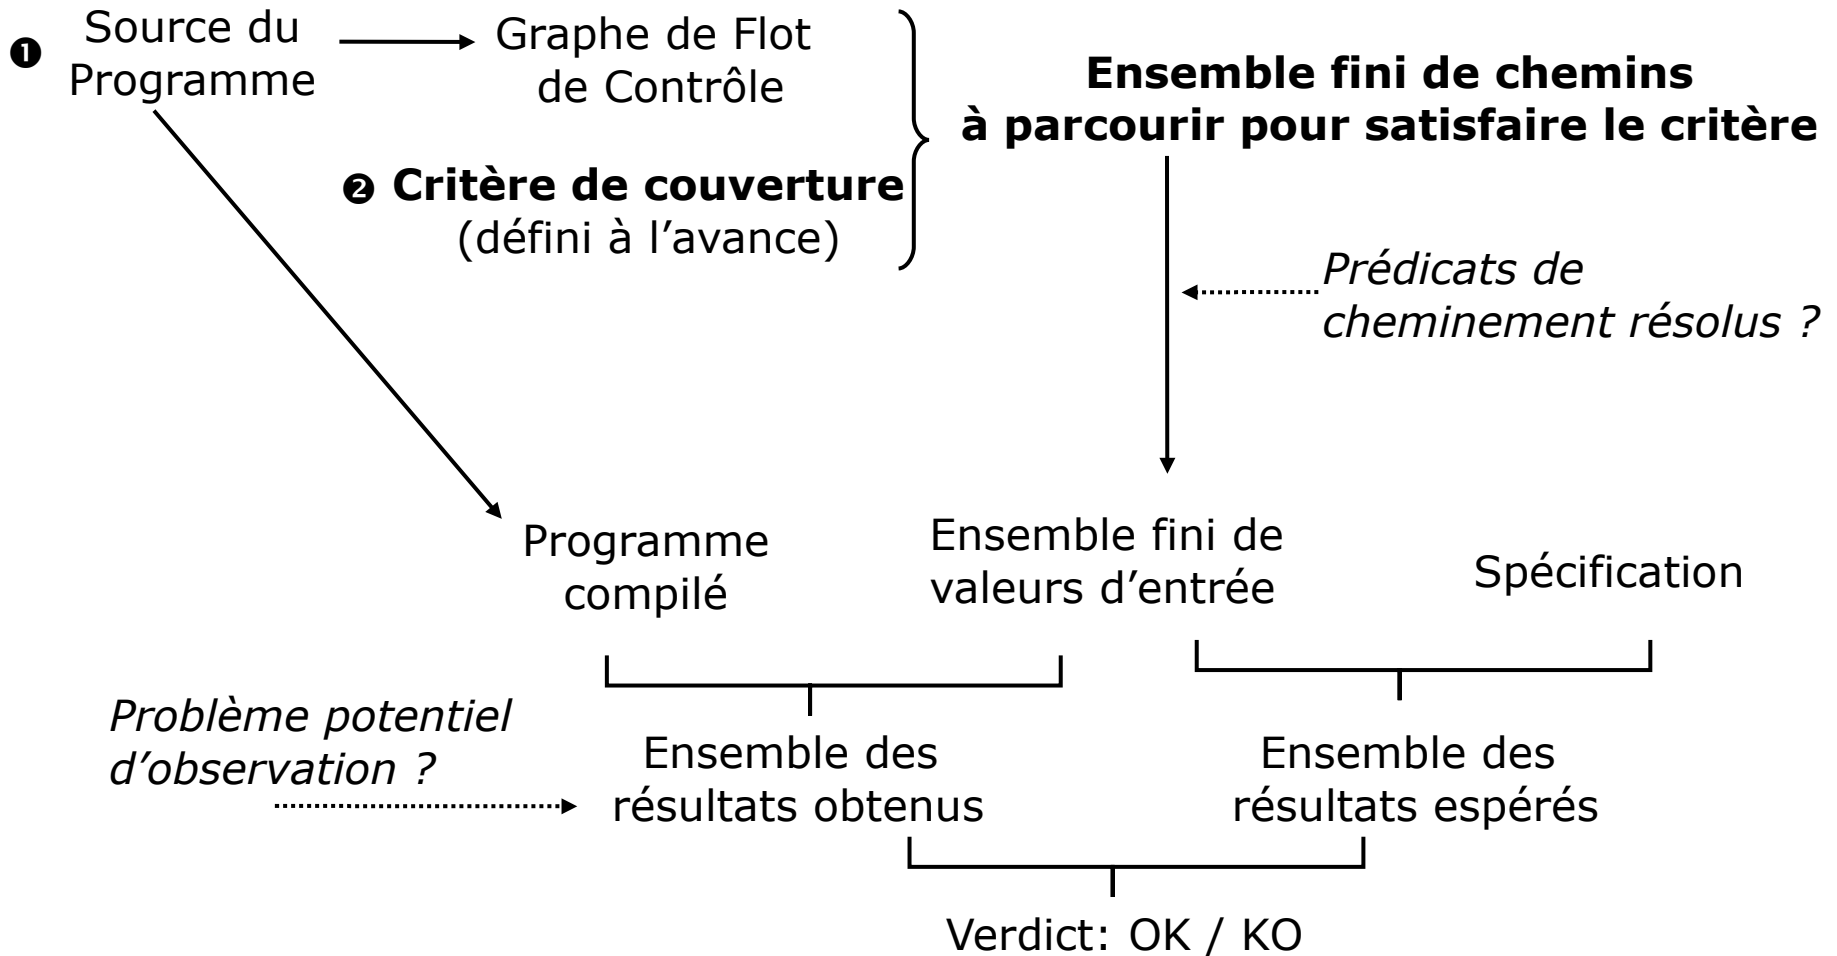 ❶ Source du
Programme
Graphe de Flot
de Contrôle
❷ Critère de couverture
(défini à l’avance)
Ensemble fini de chemins
à parcourir pour satisfaire le critère
Prédicats de
cheminement résolus ?
Programme
compilé
Ensemble fini de
valeurs d’entrée
Spécification
Problème potentiel
d’observation ?
Ensemble des
résultats obtenus
Ensemble des
résultats espérés
Verdict: OK / KO